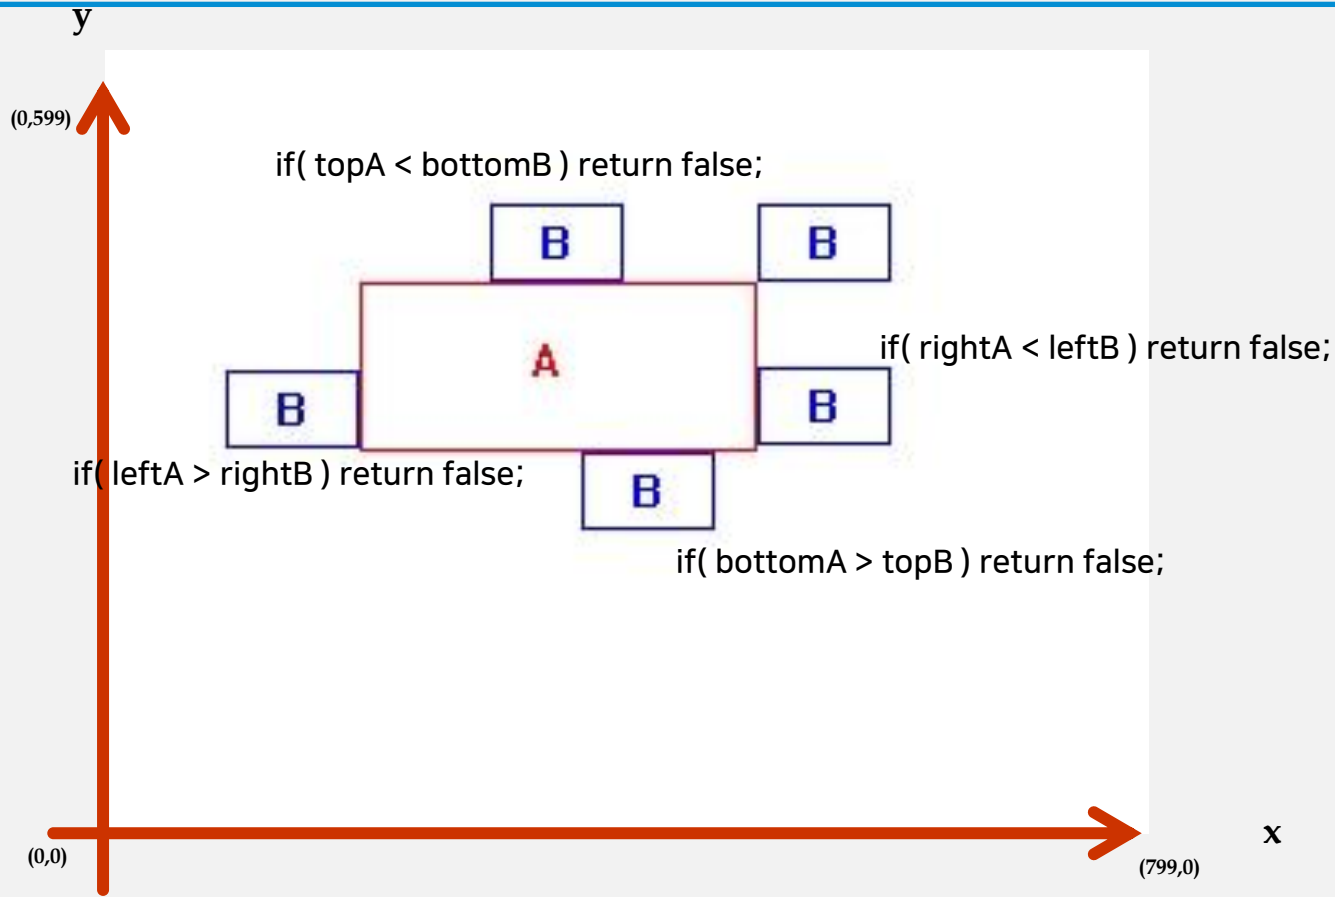 y
(0,599)
if( topA < bottomB ) return false;
B
B
A
if( rightA < leftB ) return false;
B
B
if( leftA > rightB ) return false;
B
if( bottomA > topB ) return false;
x
(0,0)
(799,0)